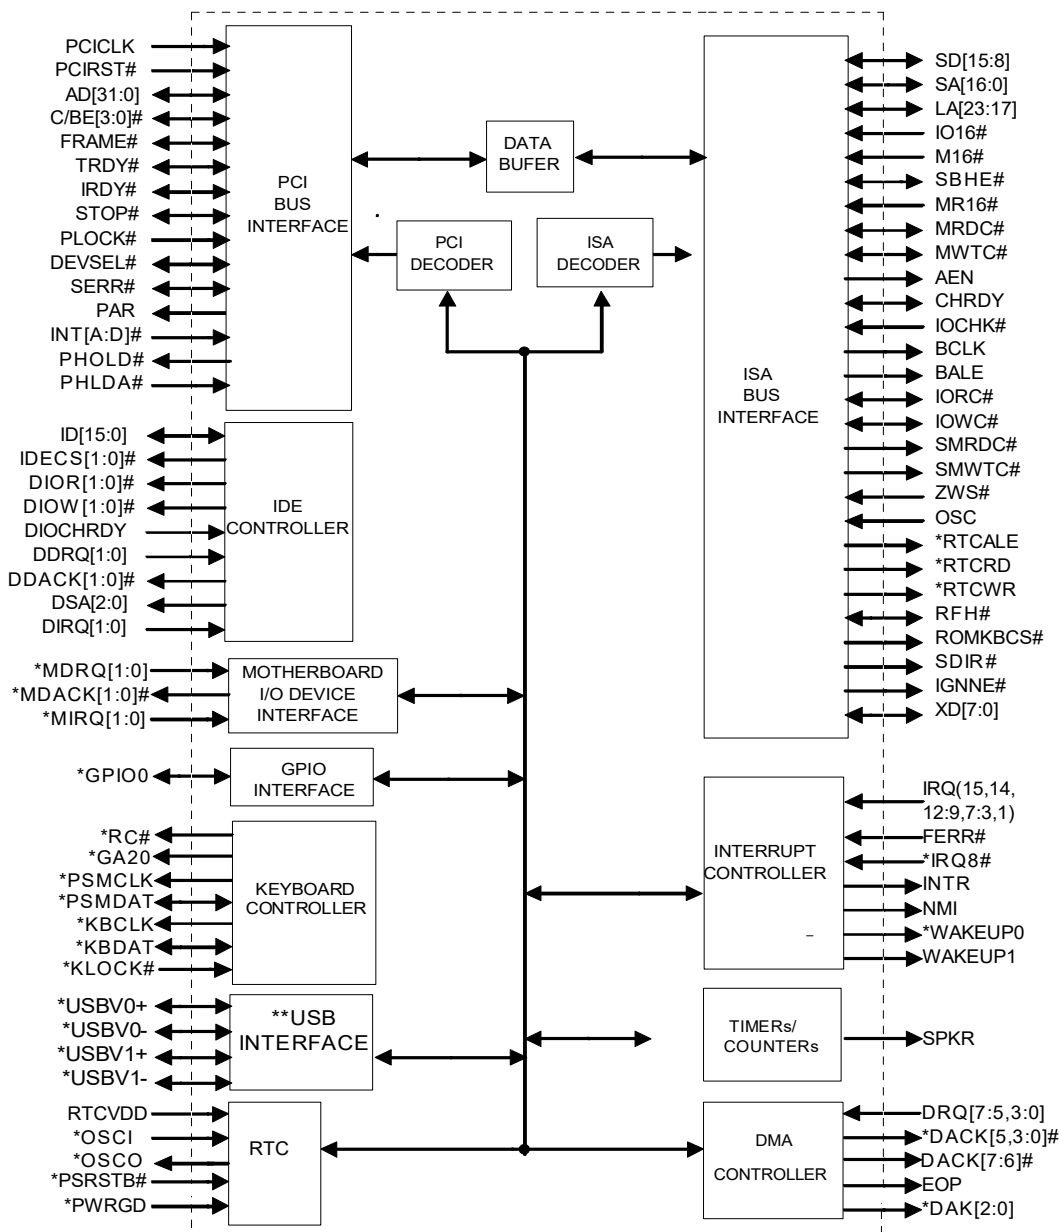 PCICLK
PCIRST#
AD[31:0]
C/BE[3:0]#
FRAME#
TRDY#
IRDY#
STOP#
PLOCK#
DEVSEL#
SERR#
PAR
INT[A:D]#
PHOLD#
PHLDA#
PCI
BUS
INTERFACE
DATA
BUFER
PCI
DECODER
ISA
DECODER
ISA
BUS
INTERFACE
SD[15:8]
SA[16:0]
LA[23:17]
IO16#
M16#
SBHE#
MR16#
MRDC#
MWTC#
AEN
CHRDY
IOCHK#
BCLK
BALE
IORC#
IOWC#
SMRDC#
SMWTC#
ZWS#
OSC
*RTCALE
*RTCRD
*RTCWR
RFH#
ROMKBCS#
SDIR#
IGNNE#
XD[7:0]
ID[15:0]
IDECS[1:0]#
DIOR[1:0]#
DIOW[1:0]#
DIOCHRDY
DDRQ[1:0]
DDACK[1:0]#
DSA[2:0]
DIRQ[1:0]
IDE
CONTROLLER
*MDRQ[1:0]
*MDACK[1:0]#
*MIRQ[1:0]
MOTHERBOARD
I/O DEVICE
INTERFACE
*GPIO0
GPIO
INTERFACE
*RC#
*GA20
*PSMCLK
*PSMDAT
*KBCLK
*KBDAT
*KLOCK#
KEYBOARD
CONTROLLER
INTERRUPT
CONTROLLER
IRQ(15,14,
12:9,7:3,1)
FERR#
*IRQ8#
INTR
NMI
*WAKEUP0
WAKEUP1
*USBV0+
*USBV0-
*USBV1+
*USBV1-
**USB
INTERFACE
TIMERs/
COUNTERs
SPKR
RTCVDD
*OSCI
*OSCO
*PSRSTB#
*PWRGD
RTC
DMA
CONTROLLER
DRQ[7:5,3:0]
*DACK[5,3:0]#
DACK[7:6]#
EOP
*DAK[2:0]